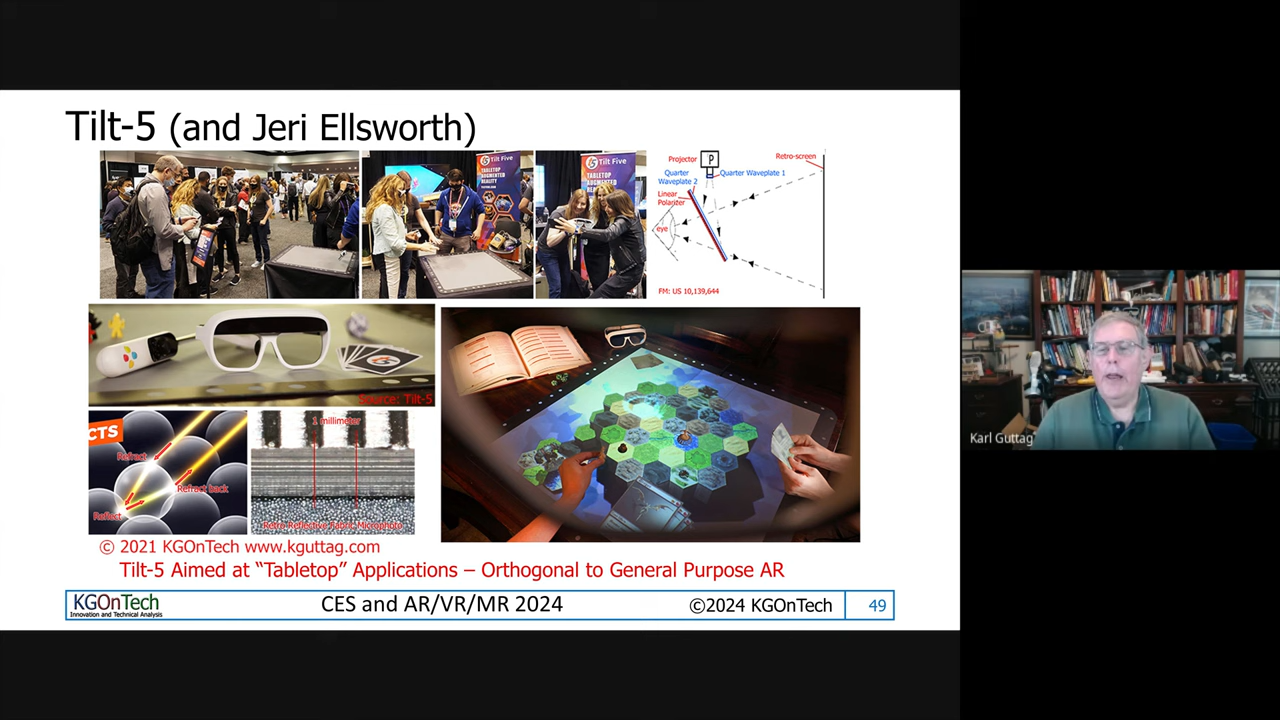 Tilt-5 (and Jeri Ellsworth)
Tilt Five
TABLETOP
AUGMENTED
REALITY
Tilt Five
Projector
P
Retro-screen
Quarter
Waveplate 2
Quarter Waveplate 1
Linear
Polarizer
eye
FM: US 10,139,644
Source: Tilt-5
CTS
Refract
Refract back
Reflect
1 millimeter
Retro Reflective Fabric Microphoto
© 2021 KGOnTech www.kguttag.com
Tilt-5 Aimed at “Tabletop” Applications – Orthogonal to General Purpose AR
KGOnTech
Innovation and Technical Analysis
CES and AR/VR/MR 2024
©2024 KGOnTech
49
Karl Guttag